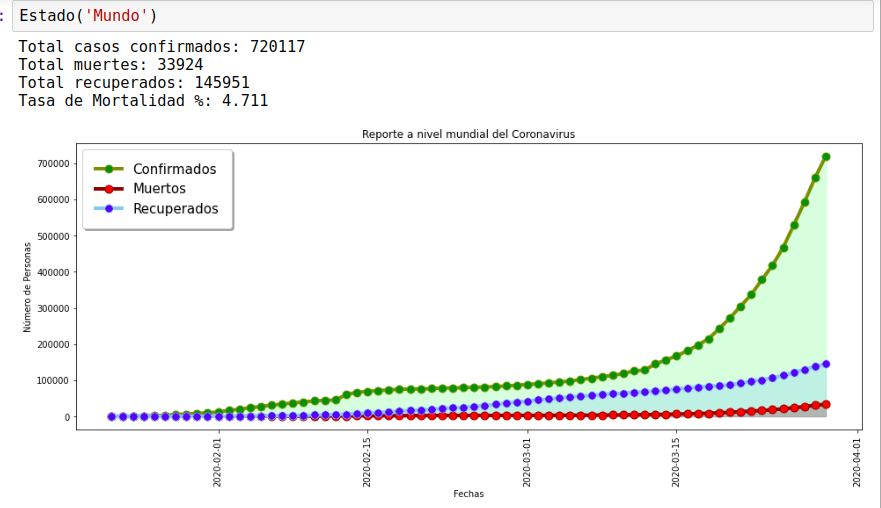 : Estado('Mundo')
Total casos confirmados: 720117
Total muertes: 33924
Total recuperados: 145951
Tasa de Mortalidad %: 4.711
Reporte a nivel mundial del Coronavirus
Confirmados
Muertos
Recuperados
Número de Personas
700000
600000
500000
400000
300000
200000
100000
0
2020-02-01
2020-02-15
2020-03-01
2020-03-15
2020-04-01
Fechas